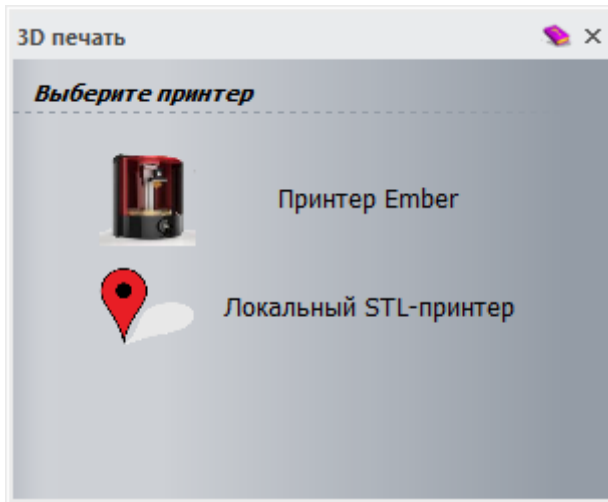 3D печать
Выберите принтер
Принтер Ember
Локальный STL-принтер